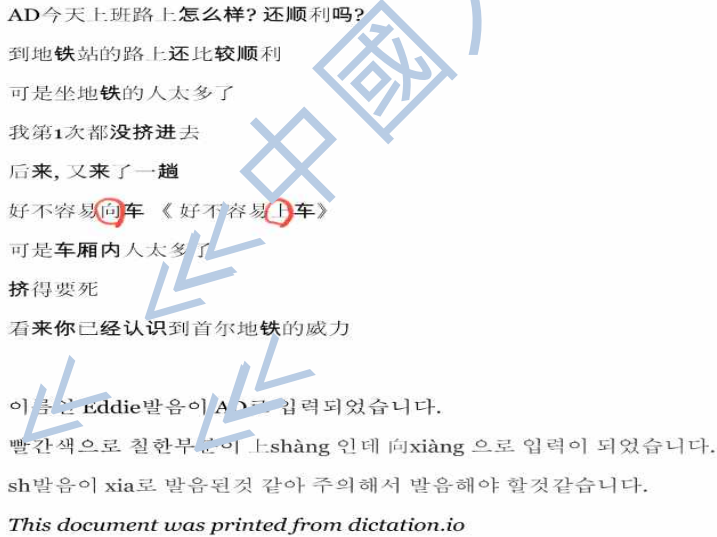 AD今天上班路上怎么样? 还顺利吗?
到地铁站的路上还比较顺利
可是坐地铁的人太多了
我第1次都没挤进去
后来, 又来了一趟
好不容易向车 《 好不容易上车》
可是车厢内人太多了
挤得要死
看来你已经认识到首尔地铁的威力
이름인 Eddie발음이 AD로 입력되었습니다.
빨간색으로 칠한부분이 上shàng 인데 向xiàng 으로 입력이 되었습니다.
sh발음이 xia로 발음된것 같아 주의해서 발음해야 할것같습니다.
This document was printed from dictation.io
中國